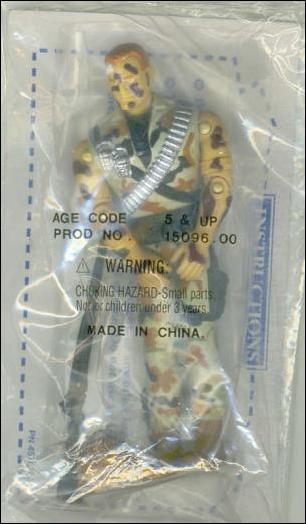 AGE CODE 5 & UP
PROD NO. 15096.00
⚠ WARNING:
CHOKING HAZARD-Small parts.
Not for children under 3 years.
MADE IN CHINA.
INSTRUCTIONS